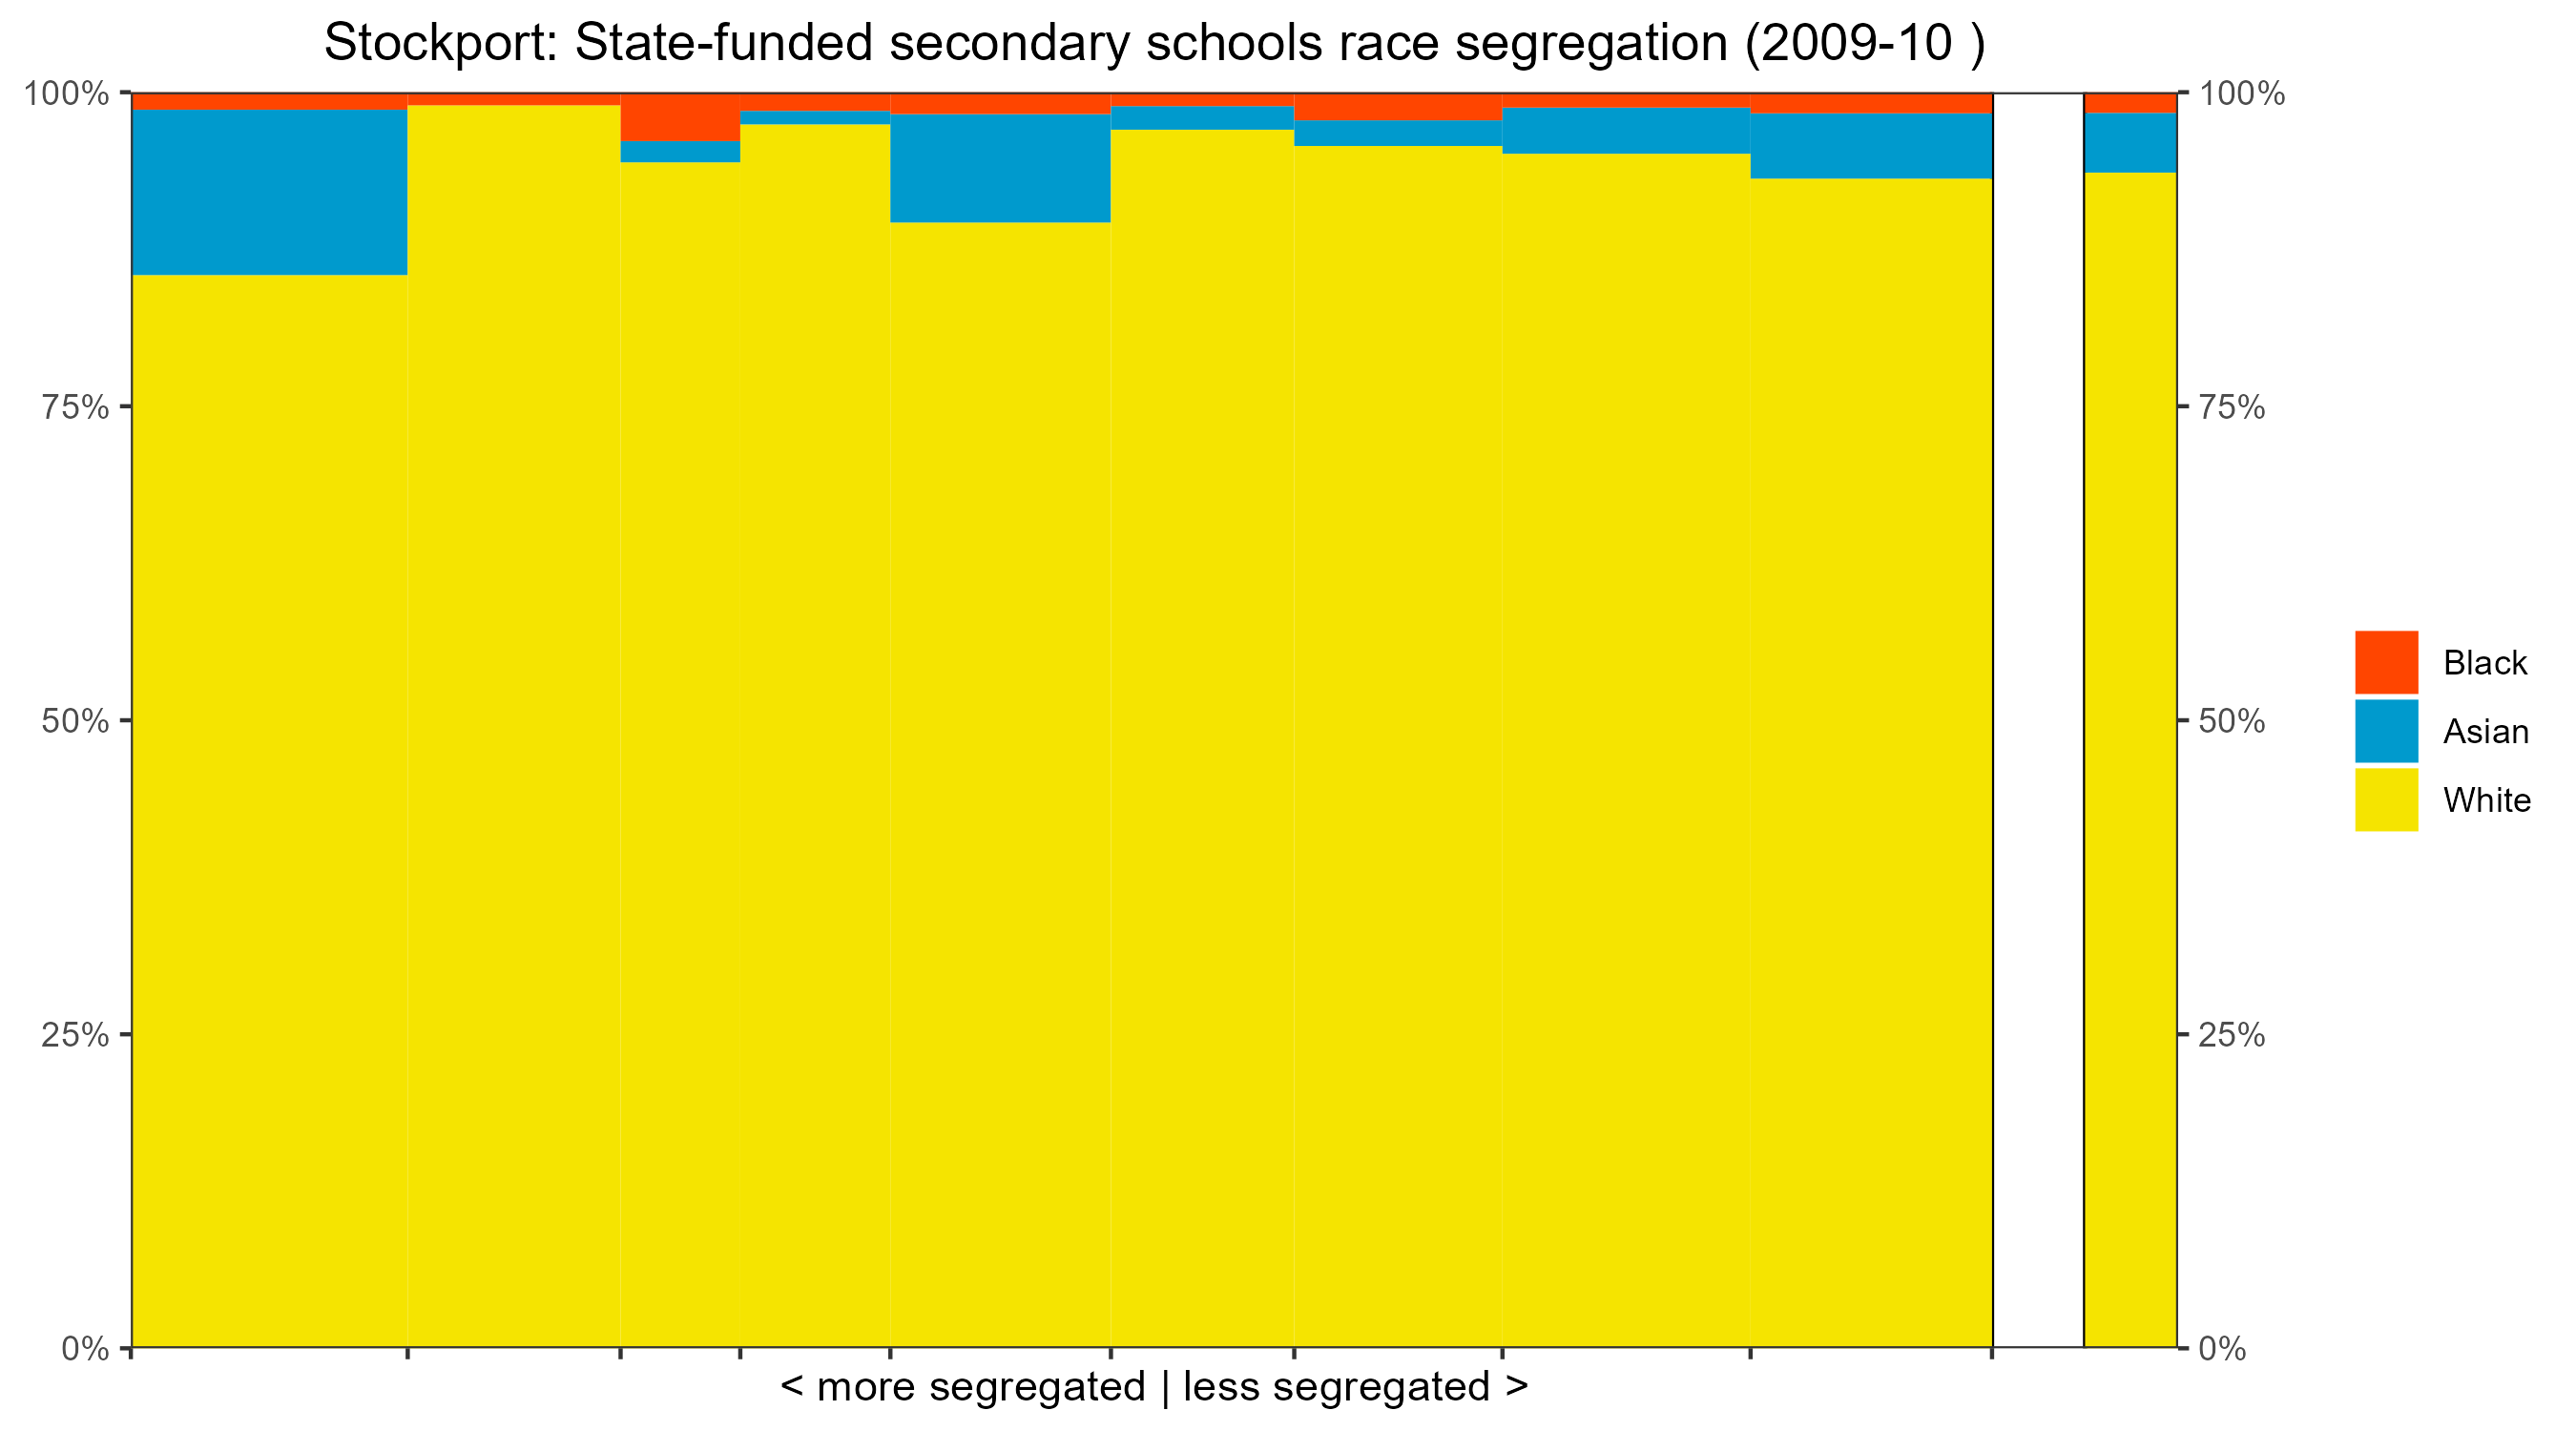 Stockport: State-funded secondary schools race segregation (2009-10 )
100%
75%
50%
25%
0%
100%
75%
50%
25%
0%
Black
Asian
White
< more segregated | less segregated >